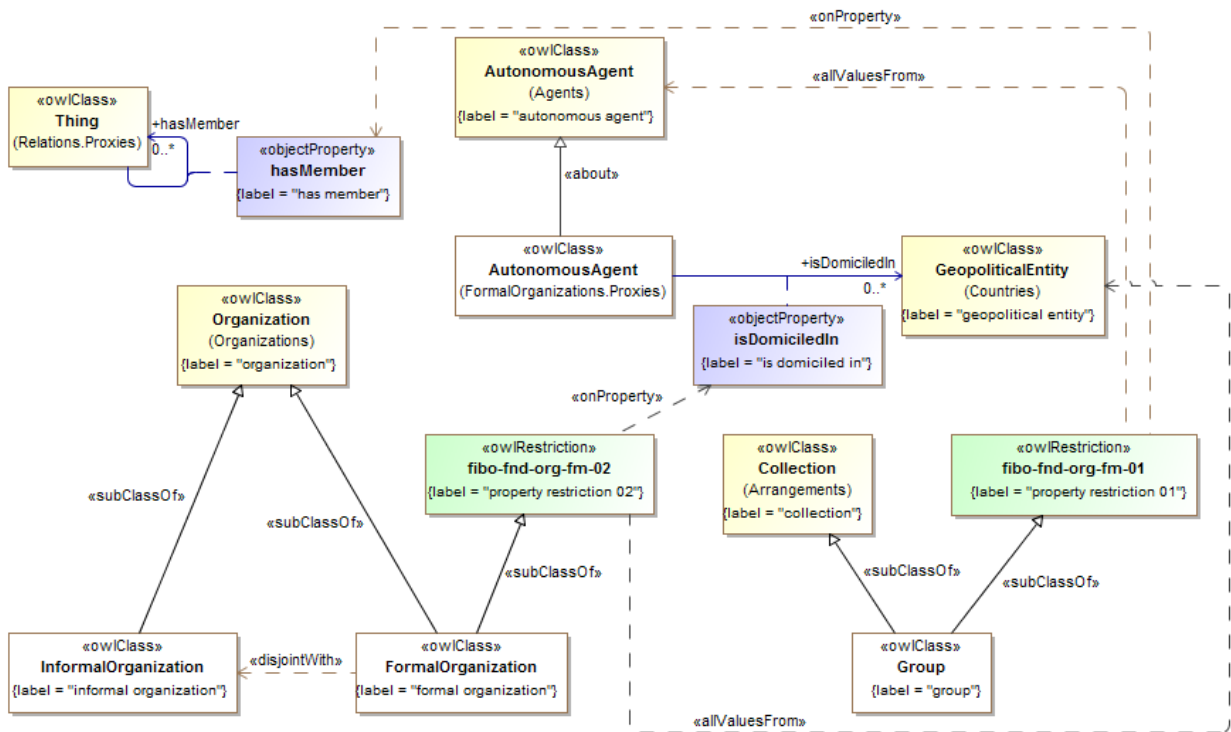 «onProperty»
«owlClass»
AutonomousAgent
(Agents)
{label = "autonomous agent"}
«allValuesFrom»
«owlClass»
Thing
(Relations.Proxies)
+hasMember
0..*
«objectProperty»
hasMember
{label = "has member"}
«about»
«owlClass»
AutonomousAgent
(FormalOrganizations.Proxies)
+isDomiciledIn
0..*
«owlClass»
GeopoliticalEntity
(Countries)
{label = "geopolitical entity"}
«owlClass»
Organization
(Organizations)
{label = "organization"}
«objectProperty»
isDomiciledIn
{label = "is domiciled in"}
«onProperty»
«owlRestriction»
fibo-fnd-org-fm-02
{label = "property restriction 02"}
«owlClass»
Collection
(Arrangements)
{label = "collection"}
«owlRestriction»
fibo-fnd-org-fm-01
{label = "property restriction 01"}
«subClassOf»
«subClassOf»
«subClassOf»
«subClassOf»
«subClassOf»
«owlClass»
InformalOrganization
{label = "informal organization"}
«disjointWith»
«owlClass»
FormalOrganization
{label = "formal organization"}
«owlClass»
Group
{label = "group"}
«allValuesFrom»